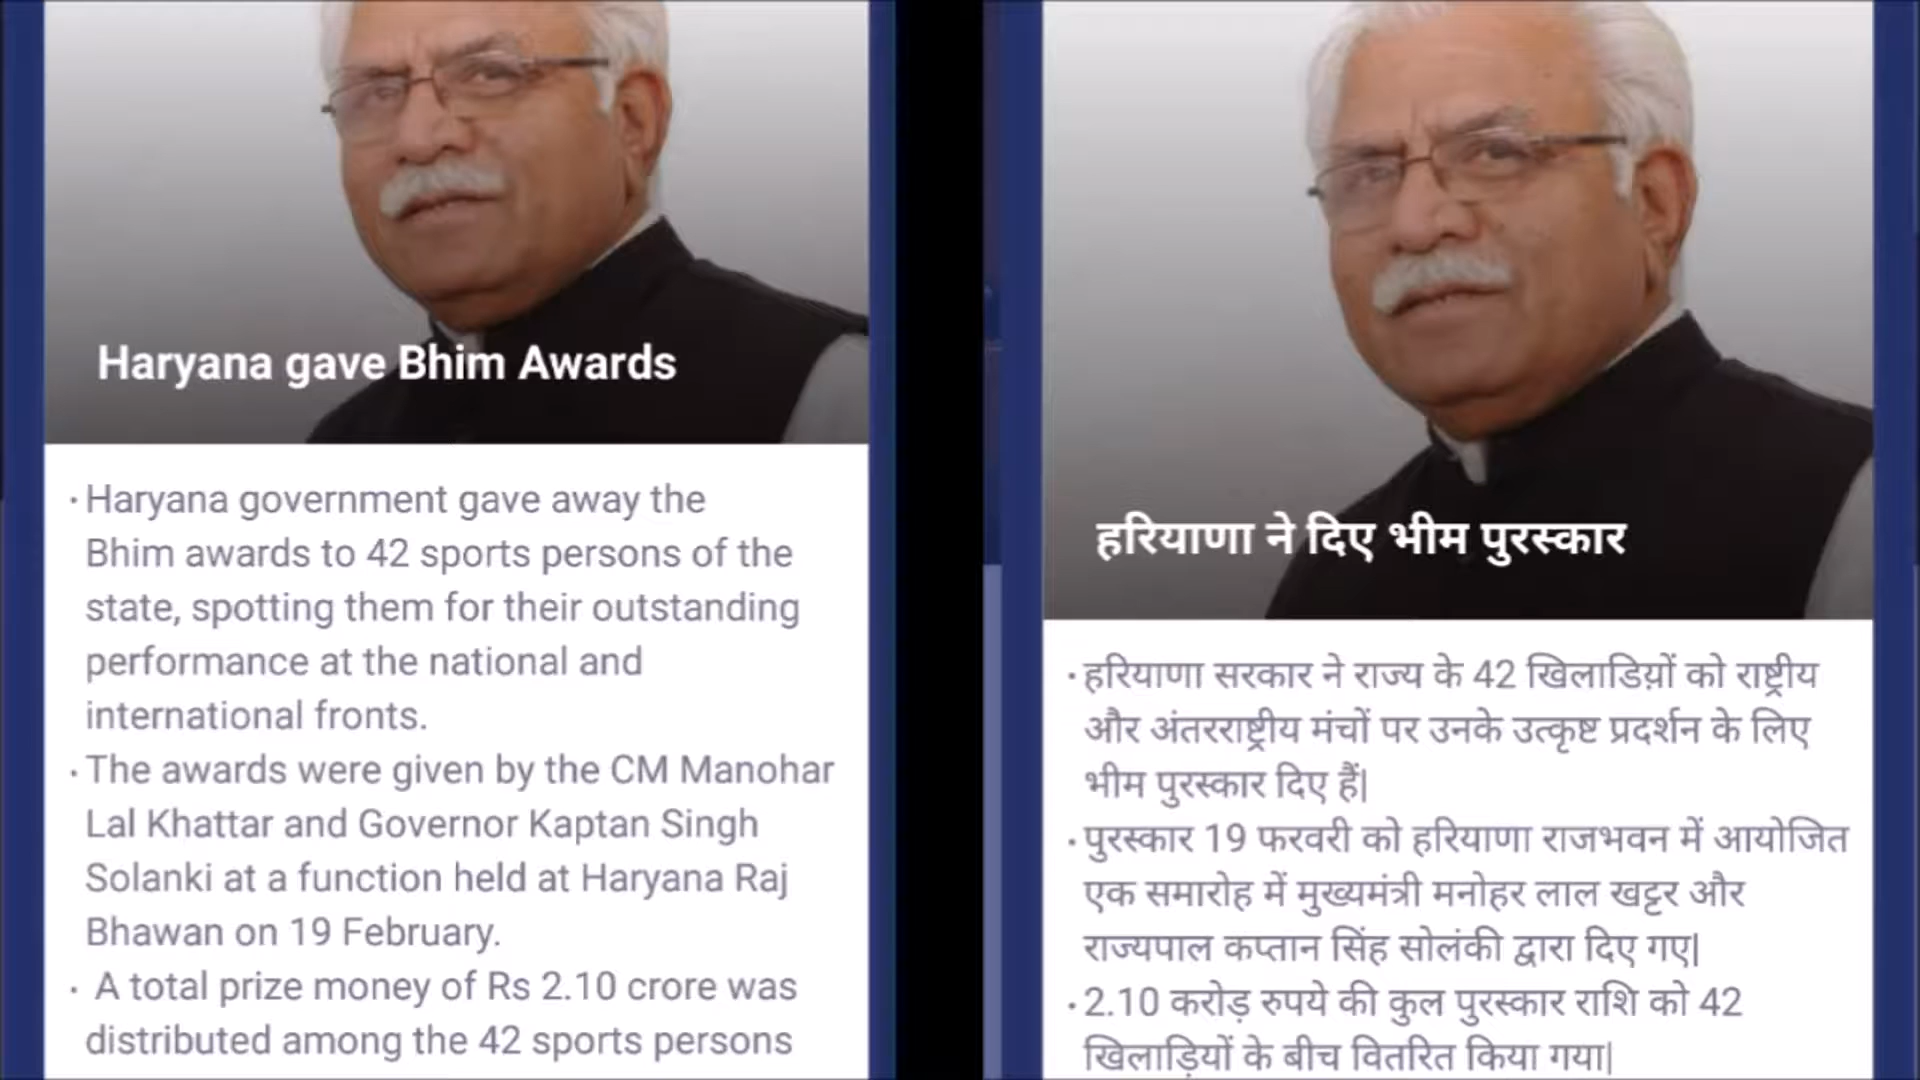 Haryana gave Bhim Awards
· Haryana government gave away the
Bhim awards to 42 sports persons of the
state, spotting them for their outstanding
performance at the national and
international fronts.
· The awards were given by the CM Manohar
Lal Khattar and Governor Kaptan Singh
Solanki at a function held at Haryana Raj
Bhawan on 19 February.
· A total prize money of Rs 2.10 crore was
distributed among the 42 sports persons
हरियाणा ने दिए भीम पुरस्कार
· हरियाणा सरकार ने राज्य के 42 खिलाडिय़ों को राष्ट्रीय
और अंतरराष्ट्रीय मंचों पर उनके उत्कृष्ट प्रदर्शन के लिए
भीम पुरस्कार दिए हैं|
· पुरस्कार 19 फरवरी को हरियाणा राजभवन में आयोजित
एक समारोह में मुख्यमंत्री मनोहर लाल खट्टर और
राज्यपाल कप्तान सिंह सोलंकी द्वारा दिए गए|
· 2.10 करोड़ रुपये की कुल पुरस्कार राशि को 42
खिलाड़ियों के बीच वितरित किया गया|